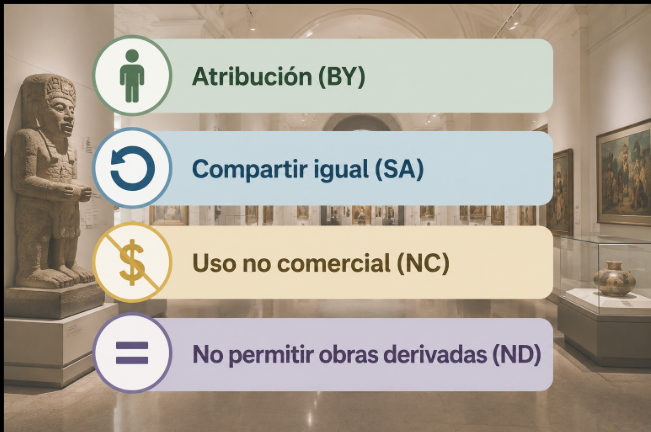 Atribución (BY)
Compartir igual (SA)
Uso no comercial (NC)
No permitir obras derivadas (ND)